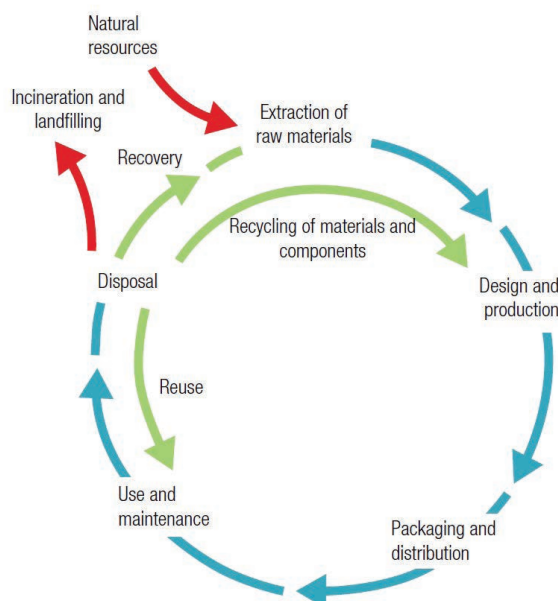 Natural
resources
Incineration and
landfilling
Extraction of
raw materials
Recovery
Recycling of materials and
components
Disposal
Design and
production
Reuse
Use and
maintenance
Packaging and
distribution